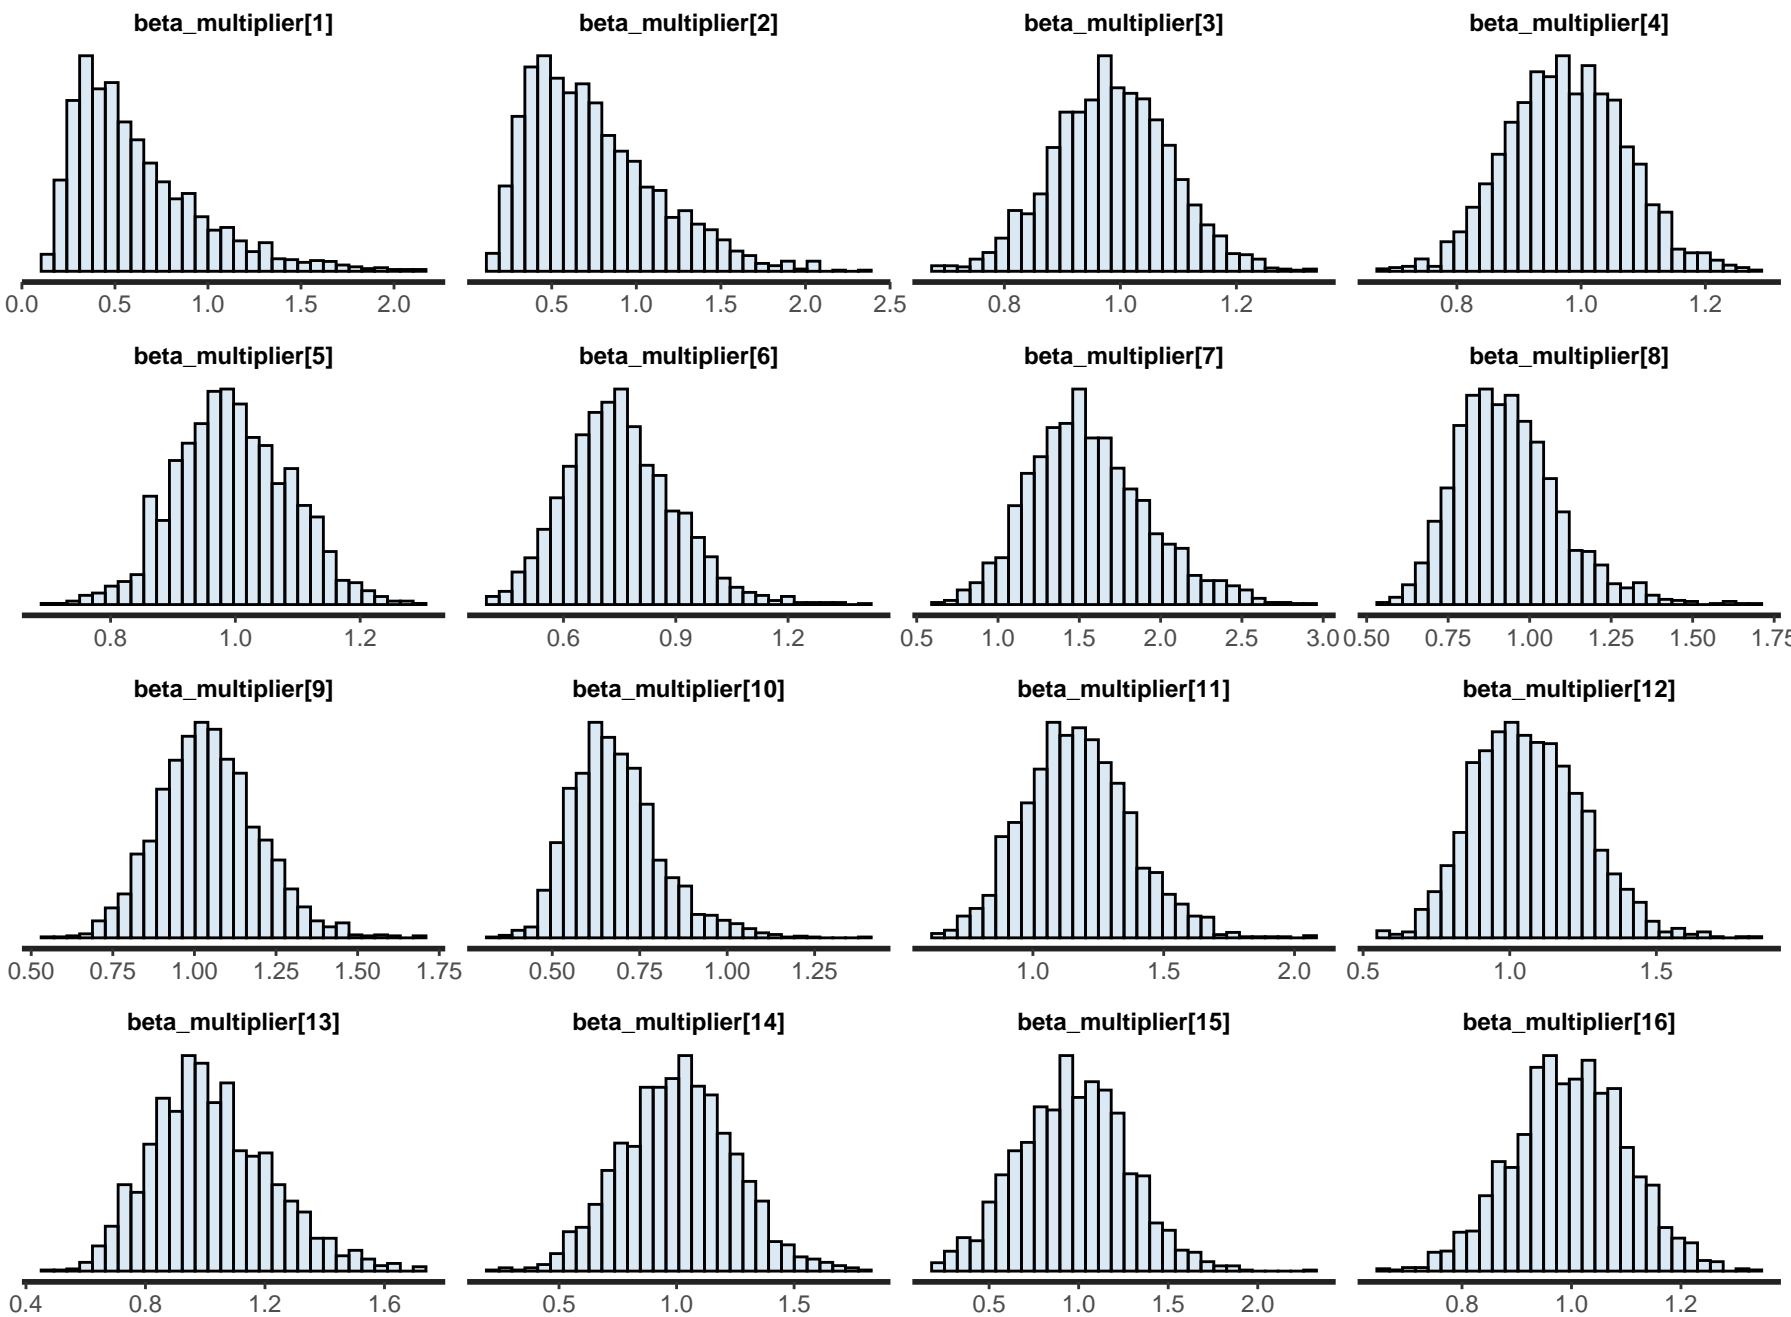 beta_multiplier[1] beta_multiplier[2] beta_multiplier[3] beta_multiplier[4]
0.0 0.5 1.0 1.5 2.0 0.5 1.0 1.5 2.0 2.5 0.8 1.0 1.2 0.8 1.0 1.2
beta_multiplier[5] beta_multiplier[6] beta_multiplier[7] beta_multiplier[8]
0.8 1.0 1.2 0.6 0.9 1.2 0.5 1.0 1.5 2.0 2.5 3.0 0.50 0.75 1.00 1.25 1.50 1.75
beta_multiplier[9] beta_multiplier[10] beta_multiplier[11] beta_multiplier[12]
0.50 0.75 1.00 1.25 1.50 1.75 0.50 0.75 1.00 1.25 1.0 1.5 2.0 0.5 1.0 1.5
beta_multiplier[13] beta_multiplier[14] beta_multiplier[15] beta_multiplier[16]
0.4 0.8 1.2 1.6 0.5 1.0 1.5 0.5 1.0 1.5 2.0 0.8 1.0 1.2